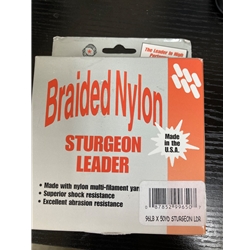 The Leader in High
Braided Nylon
STURGEON
LEADER
Made in the
U.S.A.
• Made with nylon multi-filament yar
• Superior shock resistance
• Excellent abrasion resistance
96LB X 50YD STURGEON LDR